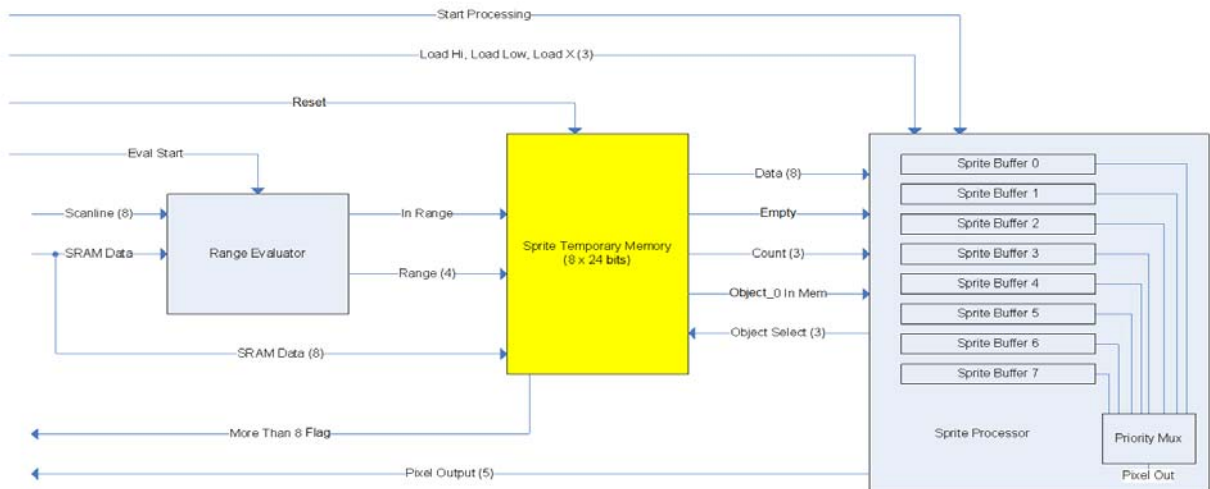 Start Processing
Load Hi, Load Low, Load X (3)
Reset
Eval Start
Scanline (8)
SRAM Data
Range Evaluator
In Range
Range (4)
SRAM Data (8)
Sprite Temporary Memory
(8 x 24 bits)
Data (8)
Empty
Count (3)
Object_0 In Mem
Object Select (3)
Sprite Buffer 0
Sprite Buffer 1
Sprite Buffer 2
Sprite Buffer 3
Sprite Buffer 4
Sprite Buffer 5
Sprite Buffer 6
Sprite Buffer 7
Sprite Processor
Priority Mux
Pixel Out
More Than 8 Flag
Pixel Output (5)